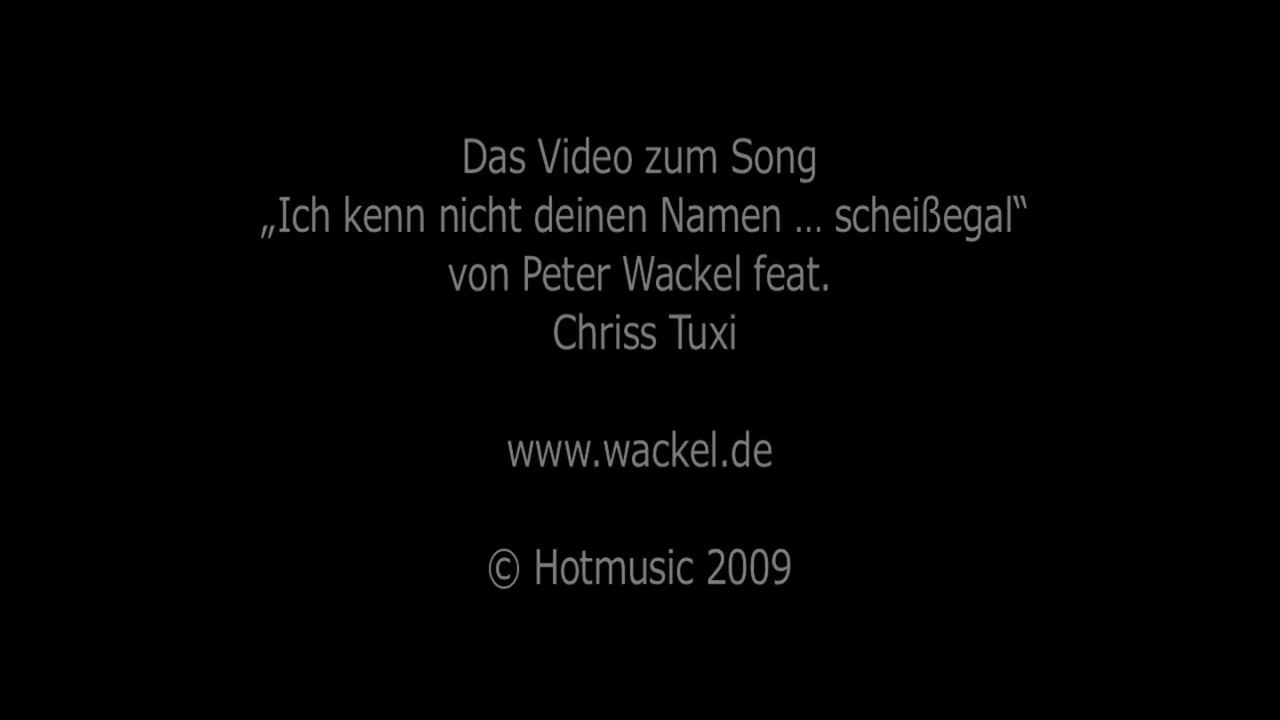 Das Video zum Song
„Ich kenn nicht deinen Namen ... scheißegal“
von Peter Wackel feat.
Chriss Tuxi
www.wackel.de
© Hotmusic 2009